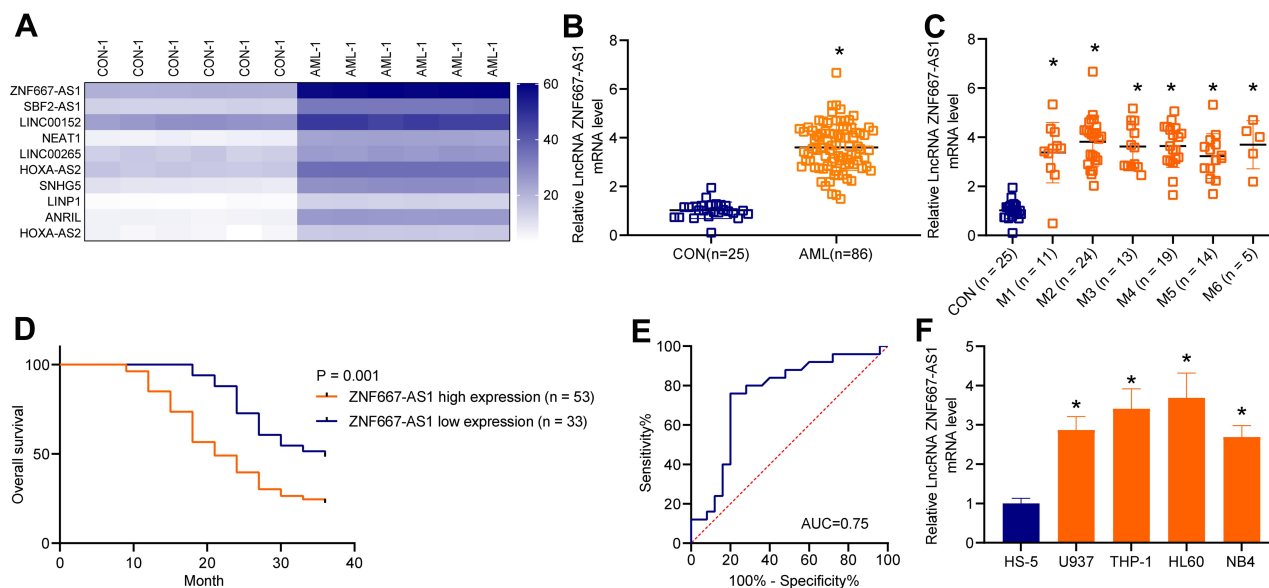 A
CON-1 CON-1 CON-1 CON-1 CON-1 CON-1 AML-1 AML-1 AML-1 AML-1 AML-1 AML-1
ZNF667-AS1
SBF2-AS1
LINC00152
NEAT1
LINC00265
HOXA-AS2
SNHG5
LINP1
ANRIL
HOXA-AS2
60
40
20
B
Relative LncRNA ZNF667-AS1
mRNA level
8
6
4
2
0
*
CON(n=25) AML(n=86)
C
Relative LncRNA ZNF667-AS1
mRNA level
8
6
4
2
0
* * * * * *
CON (n = 25) M1 (n = 11) M2 (n = 24) M3 (n = 13) M4 (n = 19) M5 (n = 14) M6 (n = 5)
D
Overall survival
100
50
0
P = 0.001
ZNF667-AS1 high expression (n = 53)
ZNF667-AS1 low expression (n = 33)
0 10 20 30 40
Month
E
Sensitivity%
100
80
60
40
20
0
AUC=0.75
0 20 40 60 80 100
100% - Specificity%
F
Relative LncRNA ZNF667-AS1
mRNA level
5
4
3
2
1
0
* * * *
HS-5 U937 THP-1 HL60 NB4